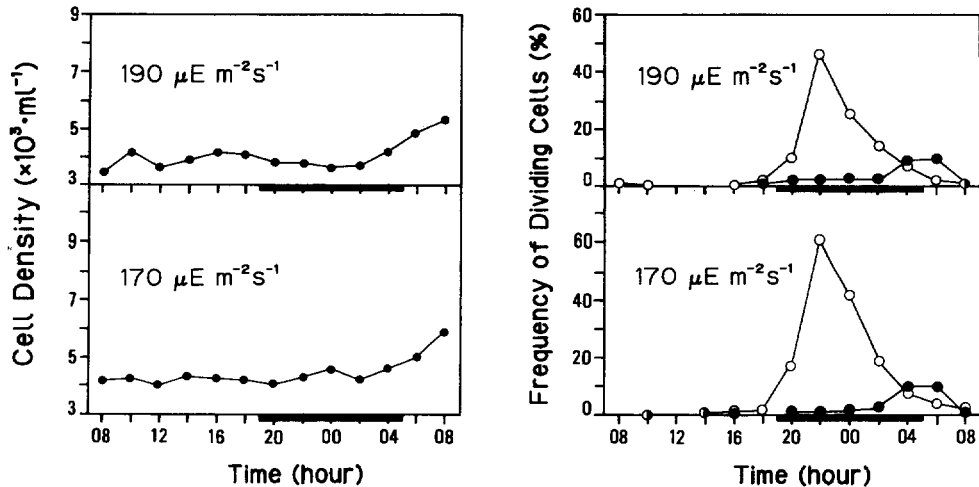 Cell Density (×10³•ml⁻¹)
9
7
5
3
190 µE m⁻²s⁻¹
9
7
5
3
170 µE m⁻²s⁻¹
08 12 16 20 00 04 08
Time (hour)
Frequency of Dividing Cells (%)
60
40
20
0
190 µE m⁻²s⁻¹
60
40
20
0
170 µE m⁻²s⁻¹
08 12 16 20 00 04 08
Time (hour)